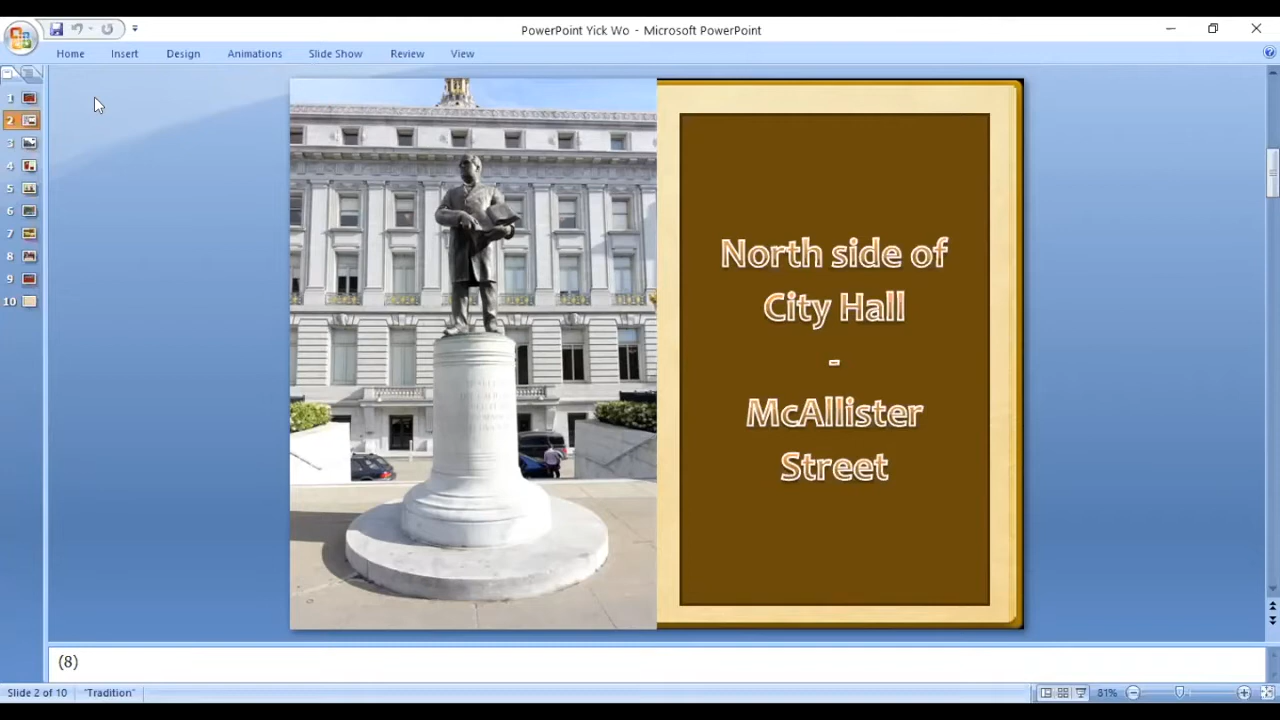 PowerPoint Yick Wo - Microsoft PowerPoint
Home Insert Design Animations Slide Show Review View
1
2
3
4
5
6
7
8
9
10
North side of
City Hall
-
McAllister
Street
(8)
Slide 2 of 10 "Tradition" 81%